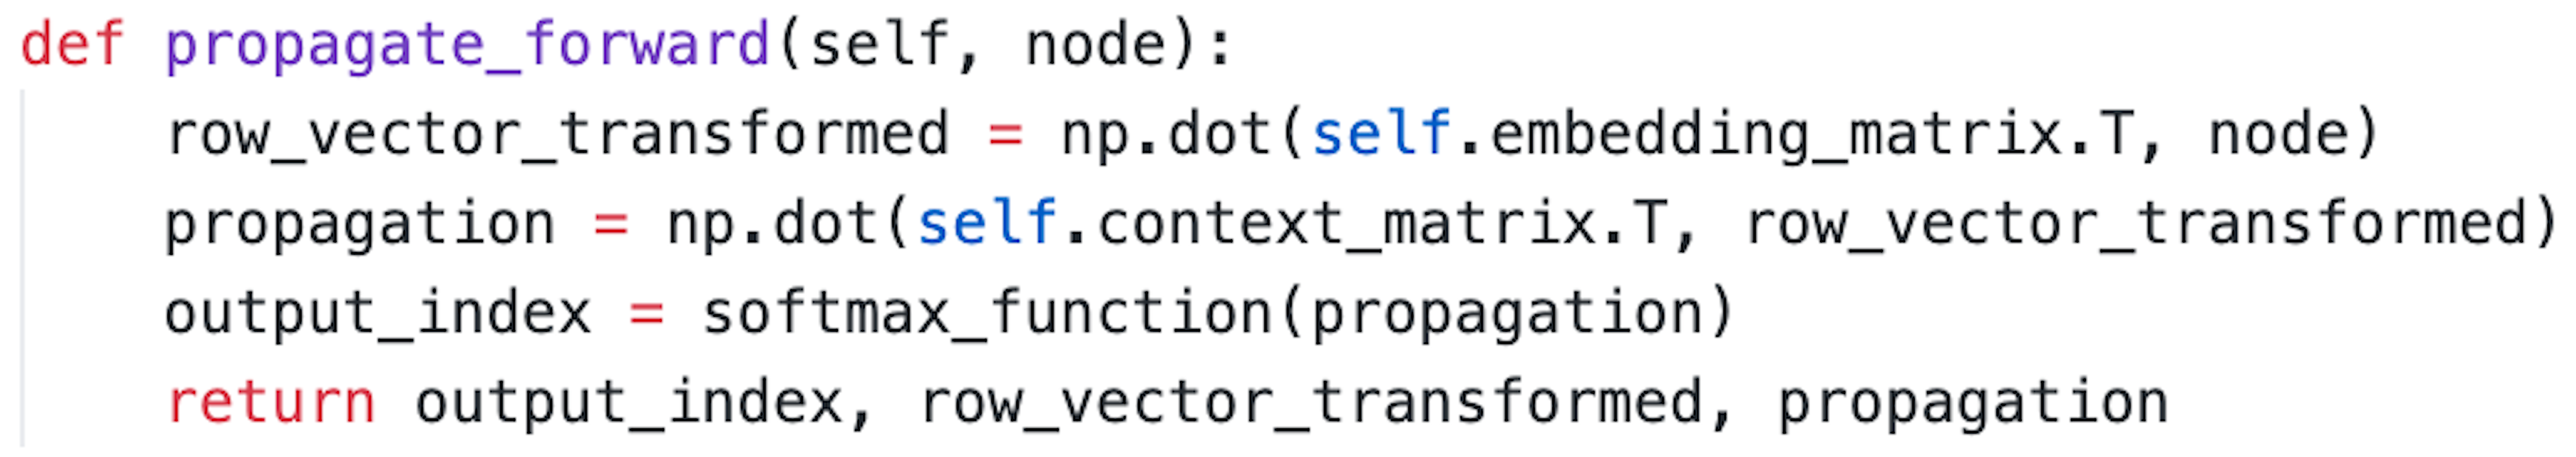 def propagate_forward(self, node):
    row_vector_transformed = np.dot(self.embedding_matrix.T, node)
    propagation = np.dot(self.context_matrix.T, row_vector_transformed)
    output_index = softmax_function(propagation)
    return output_index, row_vector_transformed, propagation